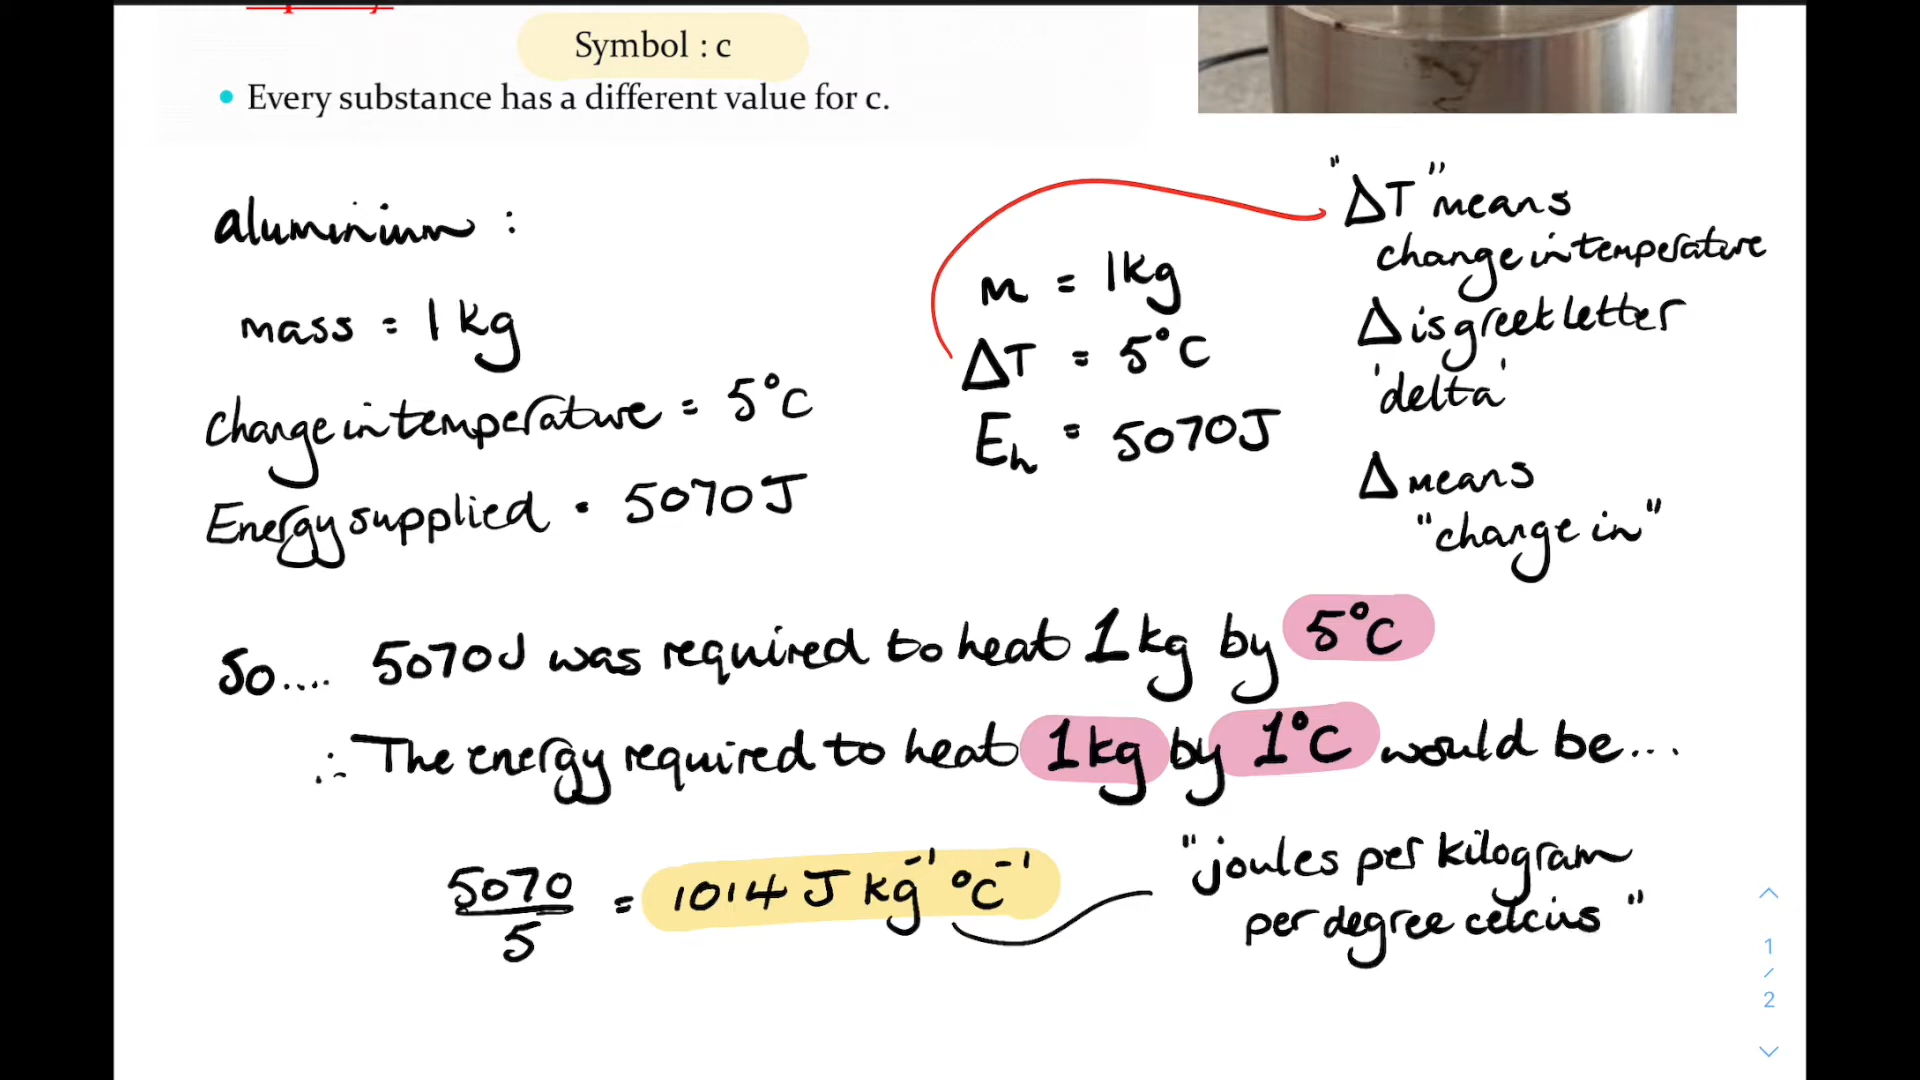 Symbol : c
• Every substance has a different value for c.
aluminium :
mass = 1 kg
Change in temperature = 5°C
Energy supplied = 5070J
m = 1kg
ΔT = 5°C
Eh = 5070J
"ΔT" means
change in temperature
Δ is greet letter
'delta'
Δ means
"change in"
So.... 5070J was required to heat 1kg by 5°C
∴ The energy required to heat 1kg by 1°C would be...
5070
5
= 1014 J kg⁻¹ °C⁻¹
"joules per kilogram
per degree celcius"
1
/
2